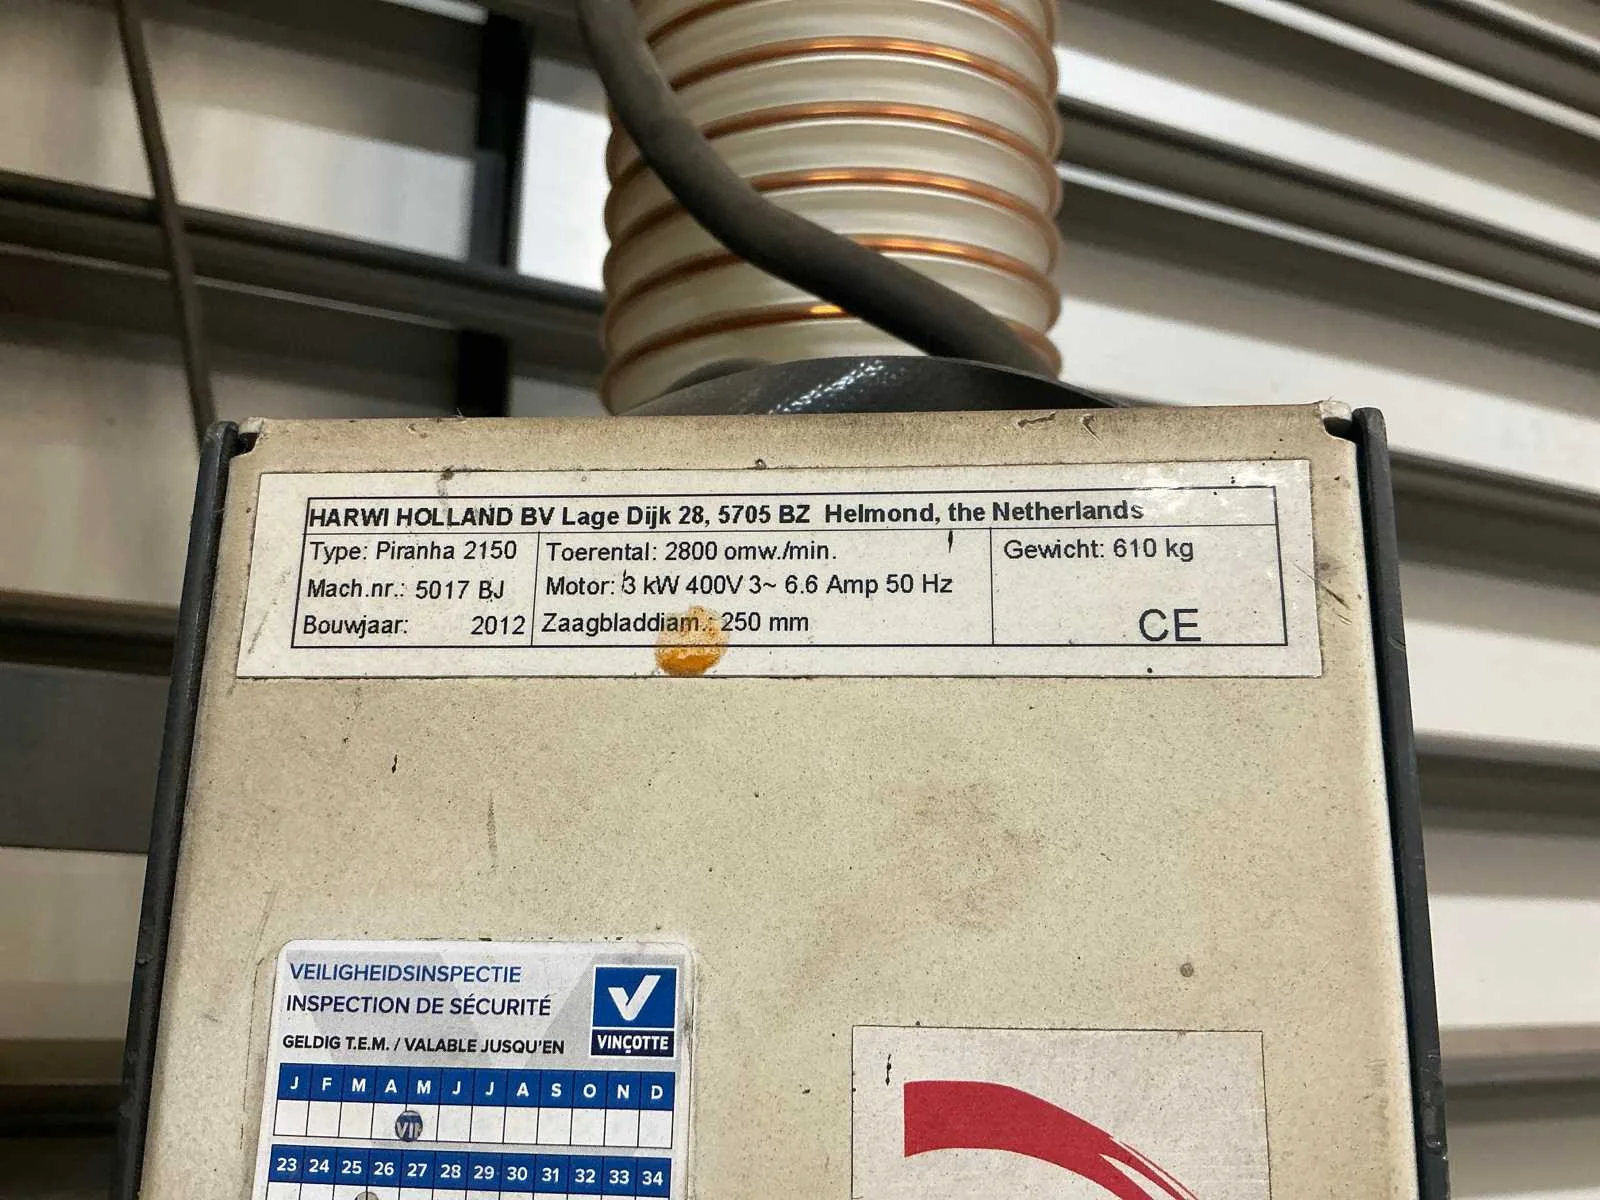 HARWI HOLLAND BV Lage Dijk 28, 5705 BZ Helmond, the Netherlands
Type: Piranha 2150 Toerental: 2800 omw./min. Gewicht: 610 kg
Mach.nr.: 5017 BJ Motor: 3 kW 400V 3~ 6.6 Amp 50 Hz
Bouwjaar: 2012 Zaagbladdiam.: 250 mm CE
VEILIGHEIDSINSPECTIE
INSPECTION DE SÉCURITÉ
GELDIG T.E.M. / VALABLE JUSQU'EN
VINÇOTTE
J F M A M J J A S O N D
23 24 25 26 27 28 29 30 31 32 33 34